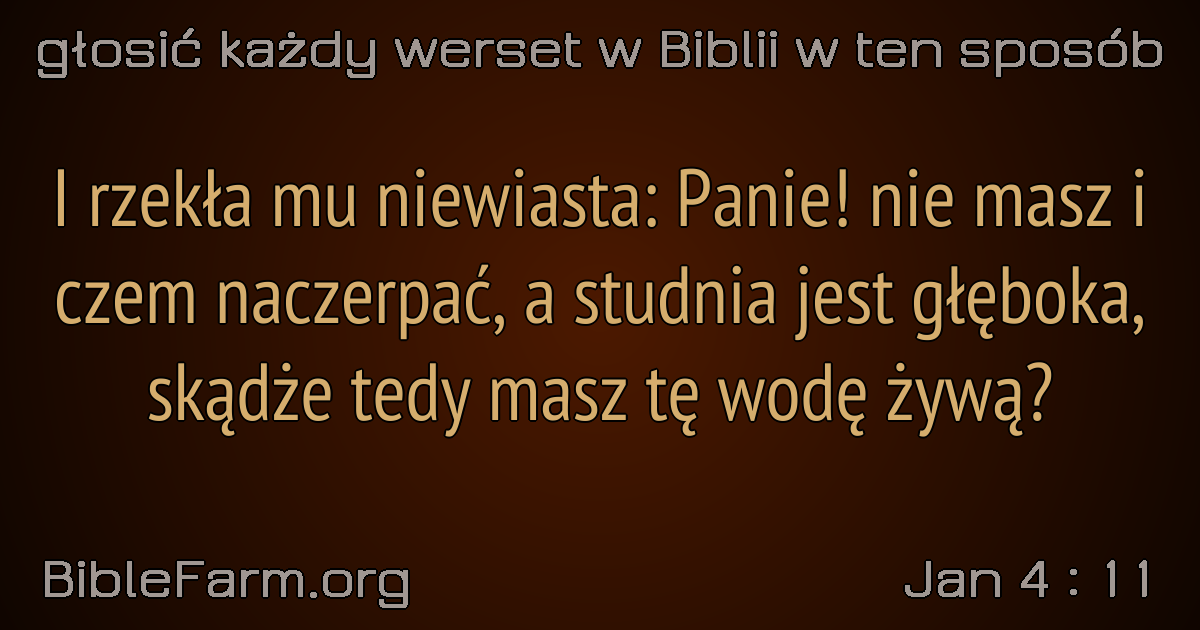 głosić każdy werset w Biblii w ten sposób
I rzekła mu niewiasta: Panie! nie masz i
czem naczerpać, a studnia jest głęboka,
skądże tedy masz tę wodę żywą?
BibleFarm.org
Jan 4 : 11